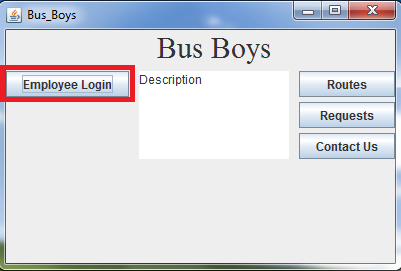 Bus_Boys
Bus Boys
Employee Login
Description
Routes
Requests
Contact Us